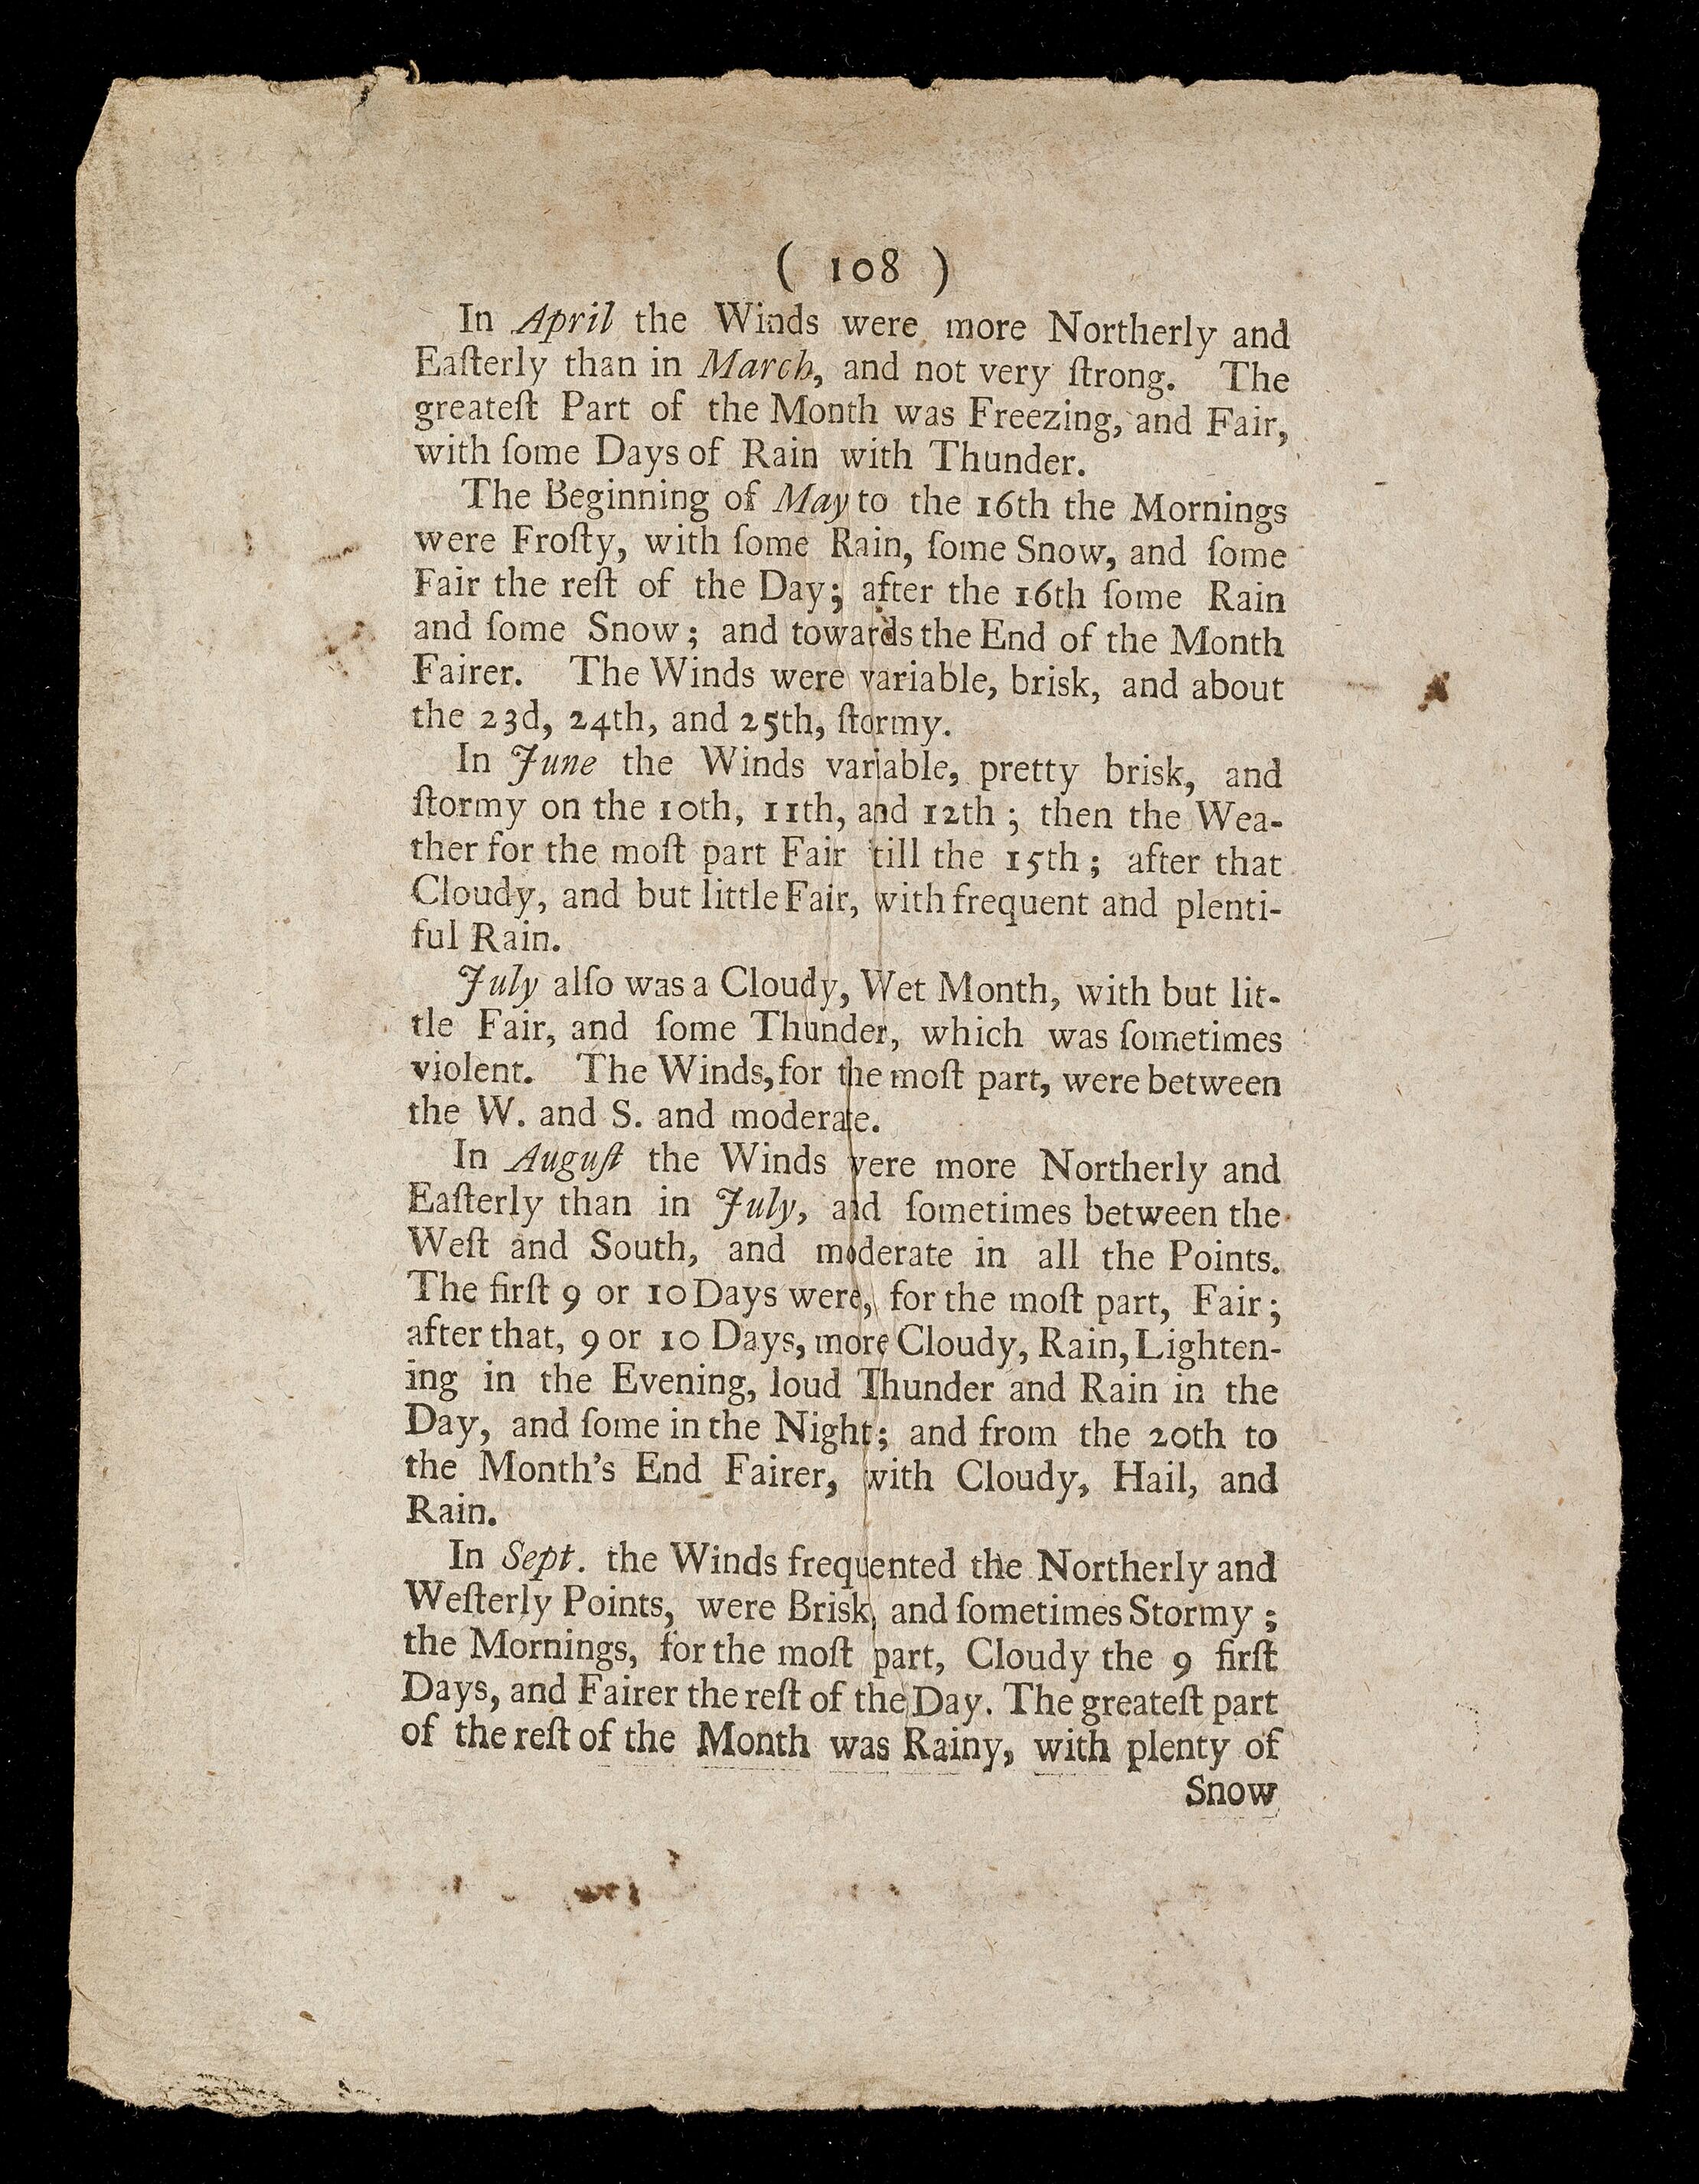 ( 108 )
In April the Winds were more Northerly and
Eaſterly than in March, and not very ſtrong. The
greateſt Part of the Month was Freezing, and Fair,
with ſome Days of Rain with Thunder.
The Beginning of May to the 16th the Mornings
were Froſty, with ſome Rain, ſome Snow, and ſome
Fair the reſt of the Day; after the 16th ſome Rain
and ſome Snow; and towards the End of the Month
Fairer. The Winds were variable, brisk, and about
the 23d, 24th, and 25th, ſtormy.
In June the Winds variable, pretty brisk, and
ſtormy on the 10th, 11th, and 12th; then the Wea-
ther for the moſt part Fair till the 15th; after that
Cloudy, and but little Fair, with frequent and plenti-
ful Rain.
July alſo was a Cloudy, Wet Month, with but lit-
tle Fair, and ſome Thunder, which was ſometimes
violent. The Winds, for the moſt part, were between
the W. and S. and moderate.
In Auguſt the Winds were more Northerly and
Eaſterly than in July, and ſometimes between the
Weſt and South, and moderate in all the Points.
The firſt 9 or 10 Days were, for the moſt part, Fair;
after that, 9 or 10 Days, more Cloudy, Rain, Lighten-
ing in the Evening, loud Thunder and Rain in the
Day, and ſome in the Night; and from the 20th to
the Month's End Fairer, with Cloudy, Hail, and
Rain.
In Sept. the Winds frequented the Northerly and
Weſterly Points, were Brisk, and ſometimes Stormy;
the Mornings, for the moſt part, Cloudy the 9 firſt
Days, and Fairer the reſt of the Day. The greateſt part
of the reſt of the Month was Rainy, with plenty of
Snow